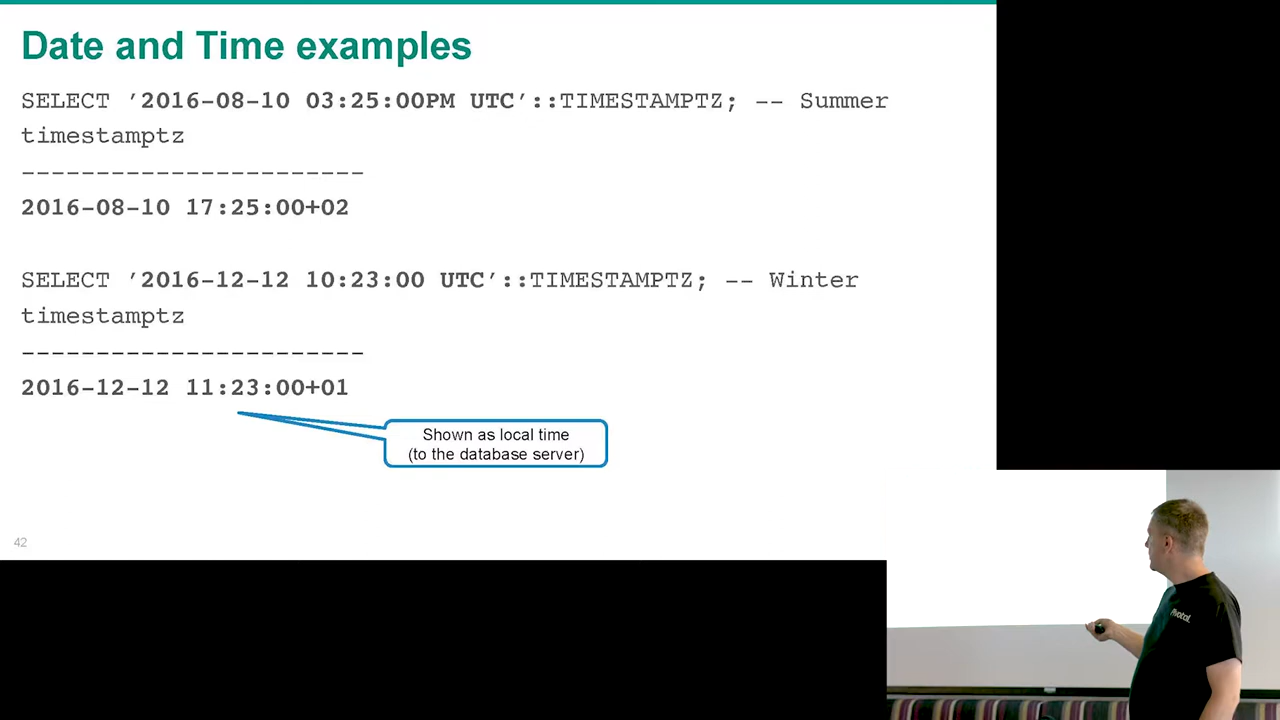 Date and Time examples
SELECT ’2016-08-10 03:25:00PM UTC’::TIMESTAMPTZ; -- Summer
timestamptz
-----------------------
2016-08-10 17:25:00+02
SELECT ’2016-12-12 10:23:00 UTC’::TIMESTAMPTZ; -- Winter
timestamptz
-----------------------
2016-12-12 11:23:00+01
Shown as local time
(to the database server)
42
Pivotal